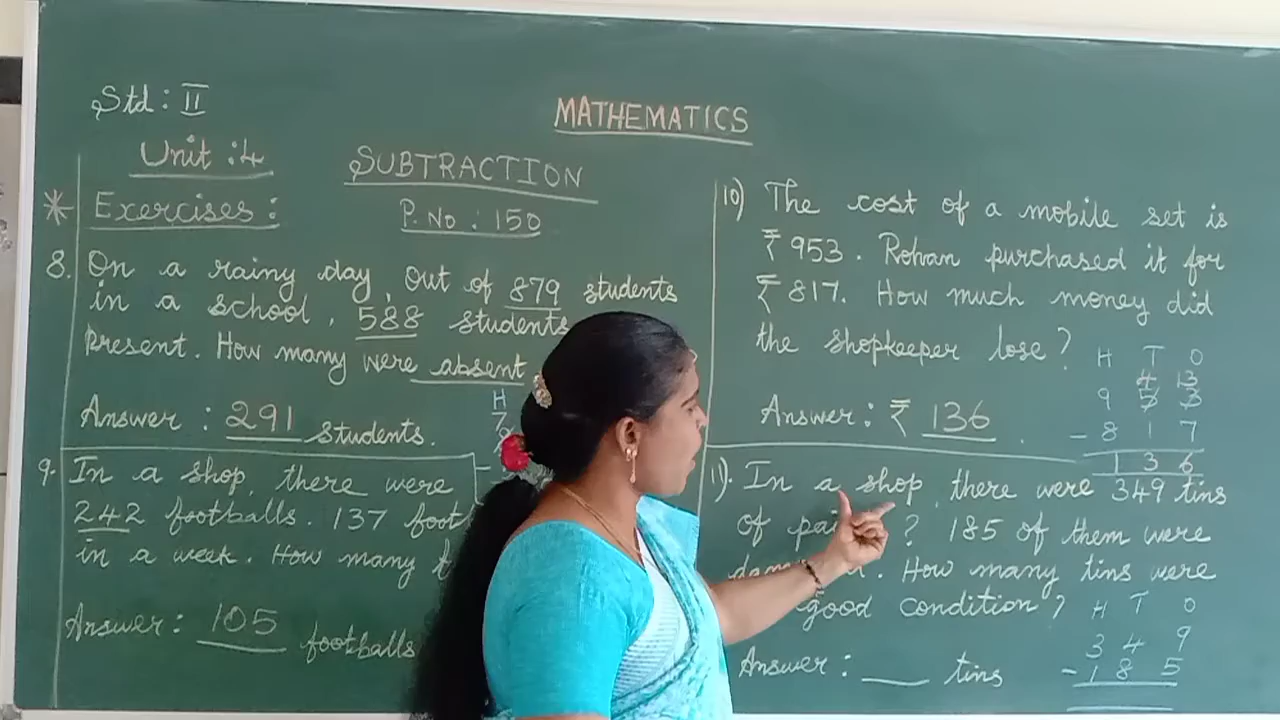 Std : II
MATHEMATICS
Unit : 4
SUBTRACTION
* Exercises :
P. No : 150
8. On a rainy day, out of 879 students
in a school, 588 students
Present. How many were absent
Answer : 291 students.
H
7
9. In a shop, there were
242 footballs. 137 foot
in a week. How many
Answer : 105 footballs
10) The cost of a mobile set is
₹ 953. Rohan purchased it for
₹ 817. How much money did
the shopkeeper lose?
H T O
4 13
9 5 3
- 8 1 7
1 3 6
Answer : ₹ 136.
11). In a shop, there were 349 tins
of ? 185 of them were
How many tins were
good condition?
H T O
3 4 9
- 1 8 5
Answer : ___ tins